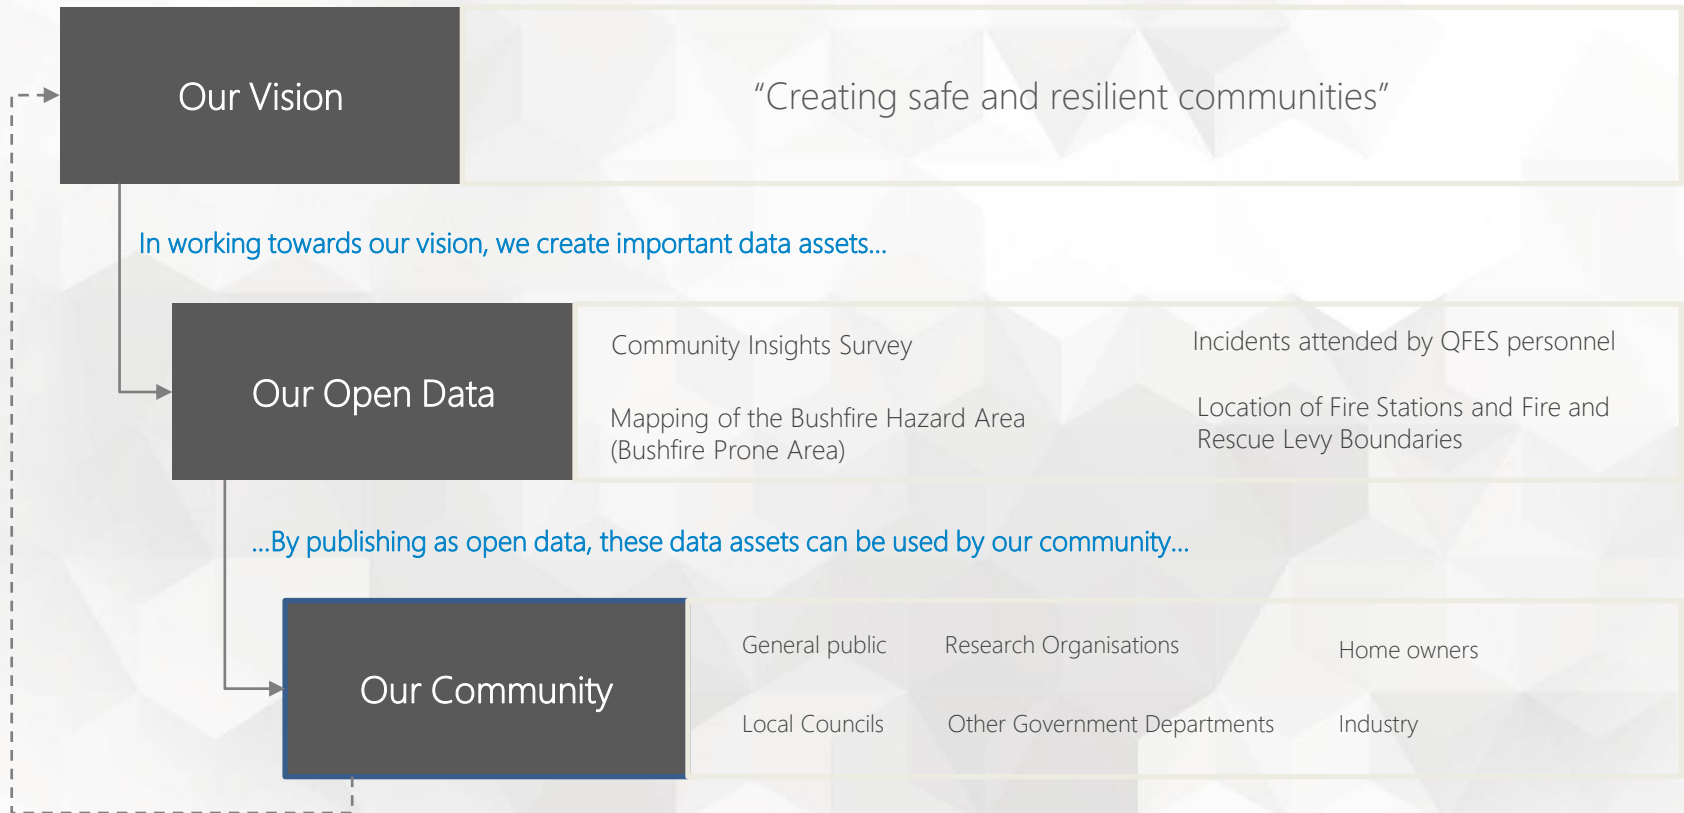 Our Vision
“Creating safe and resilient communities”
In working towards our vision, we create important data assets...
Our Open Data
Community Insights Survey
Incidents attended by QFES personnel
Mapping of the Bushfire Hazard Area
(Bushfire Prone Area)
Location of Fire Stations and Fire and
Rescue Levy Boundaries
...By publishing as open data, these data assets can be used by our community...
Our Community
General public
Research Organisations
Home owners
Local Councils
Other Government Departments
Industry